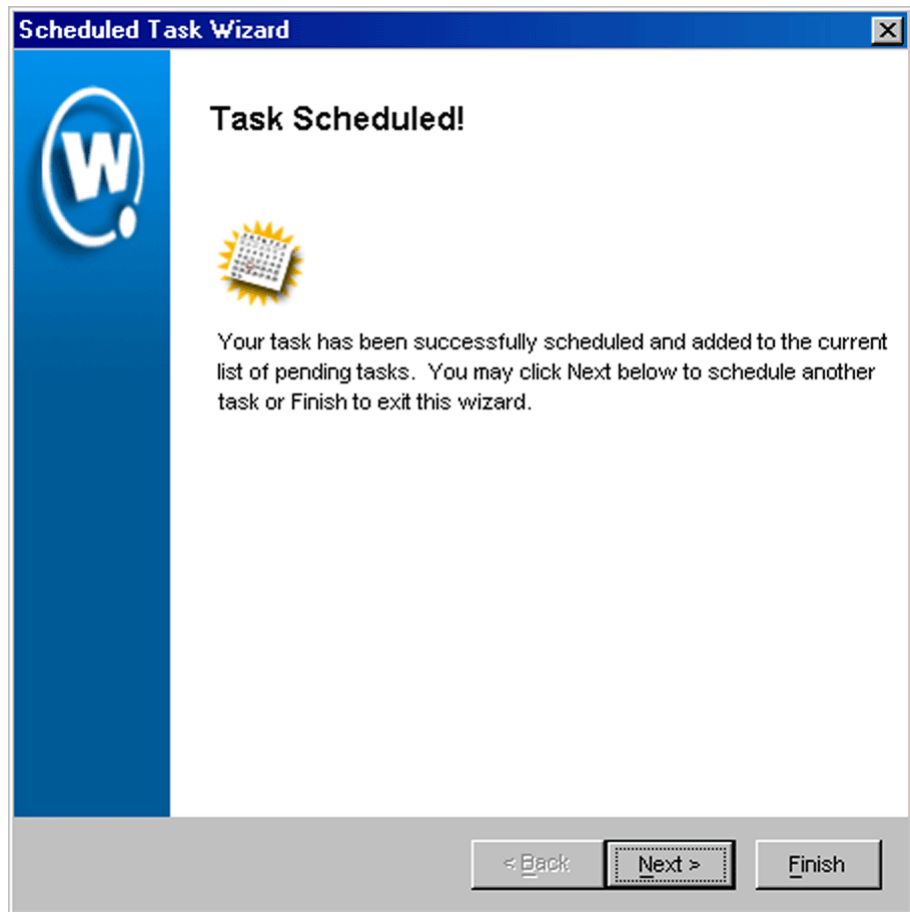 Scheduled Task Wizard
W
Task Scheduled!
Your task has been successfully scheduled and added to the current
list of pending tasks.  You may click Next below to schedule another
task or Finish to exit this wizard.
< Back
Next >
Finish